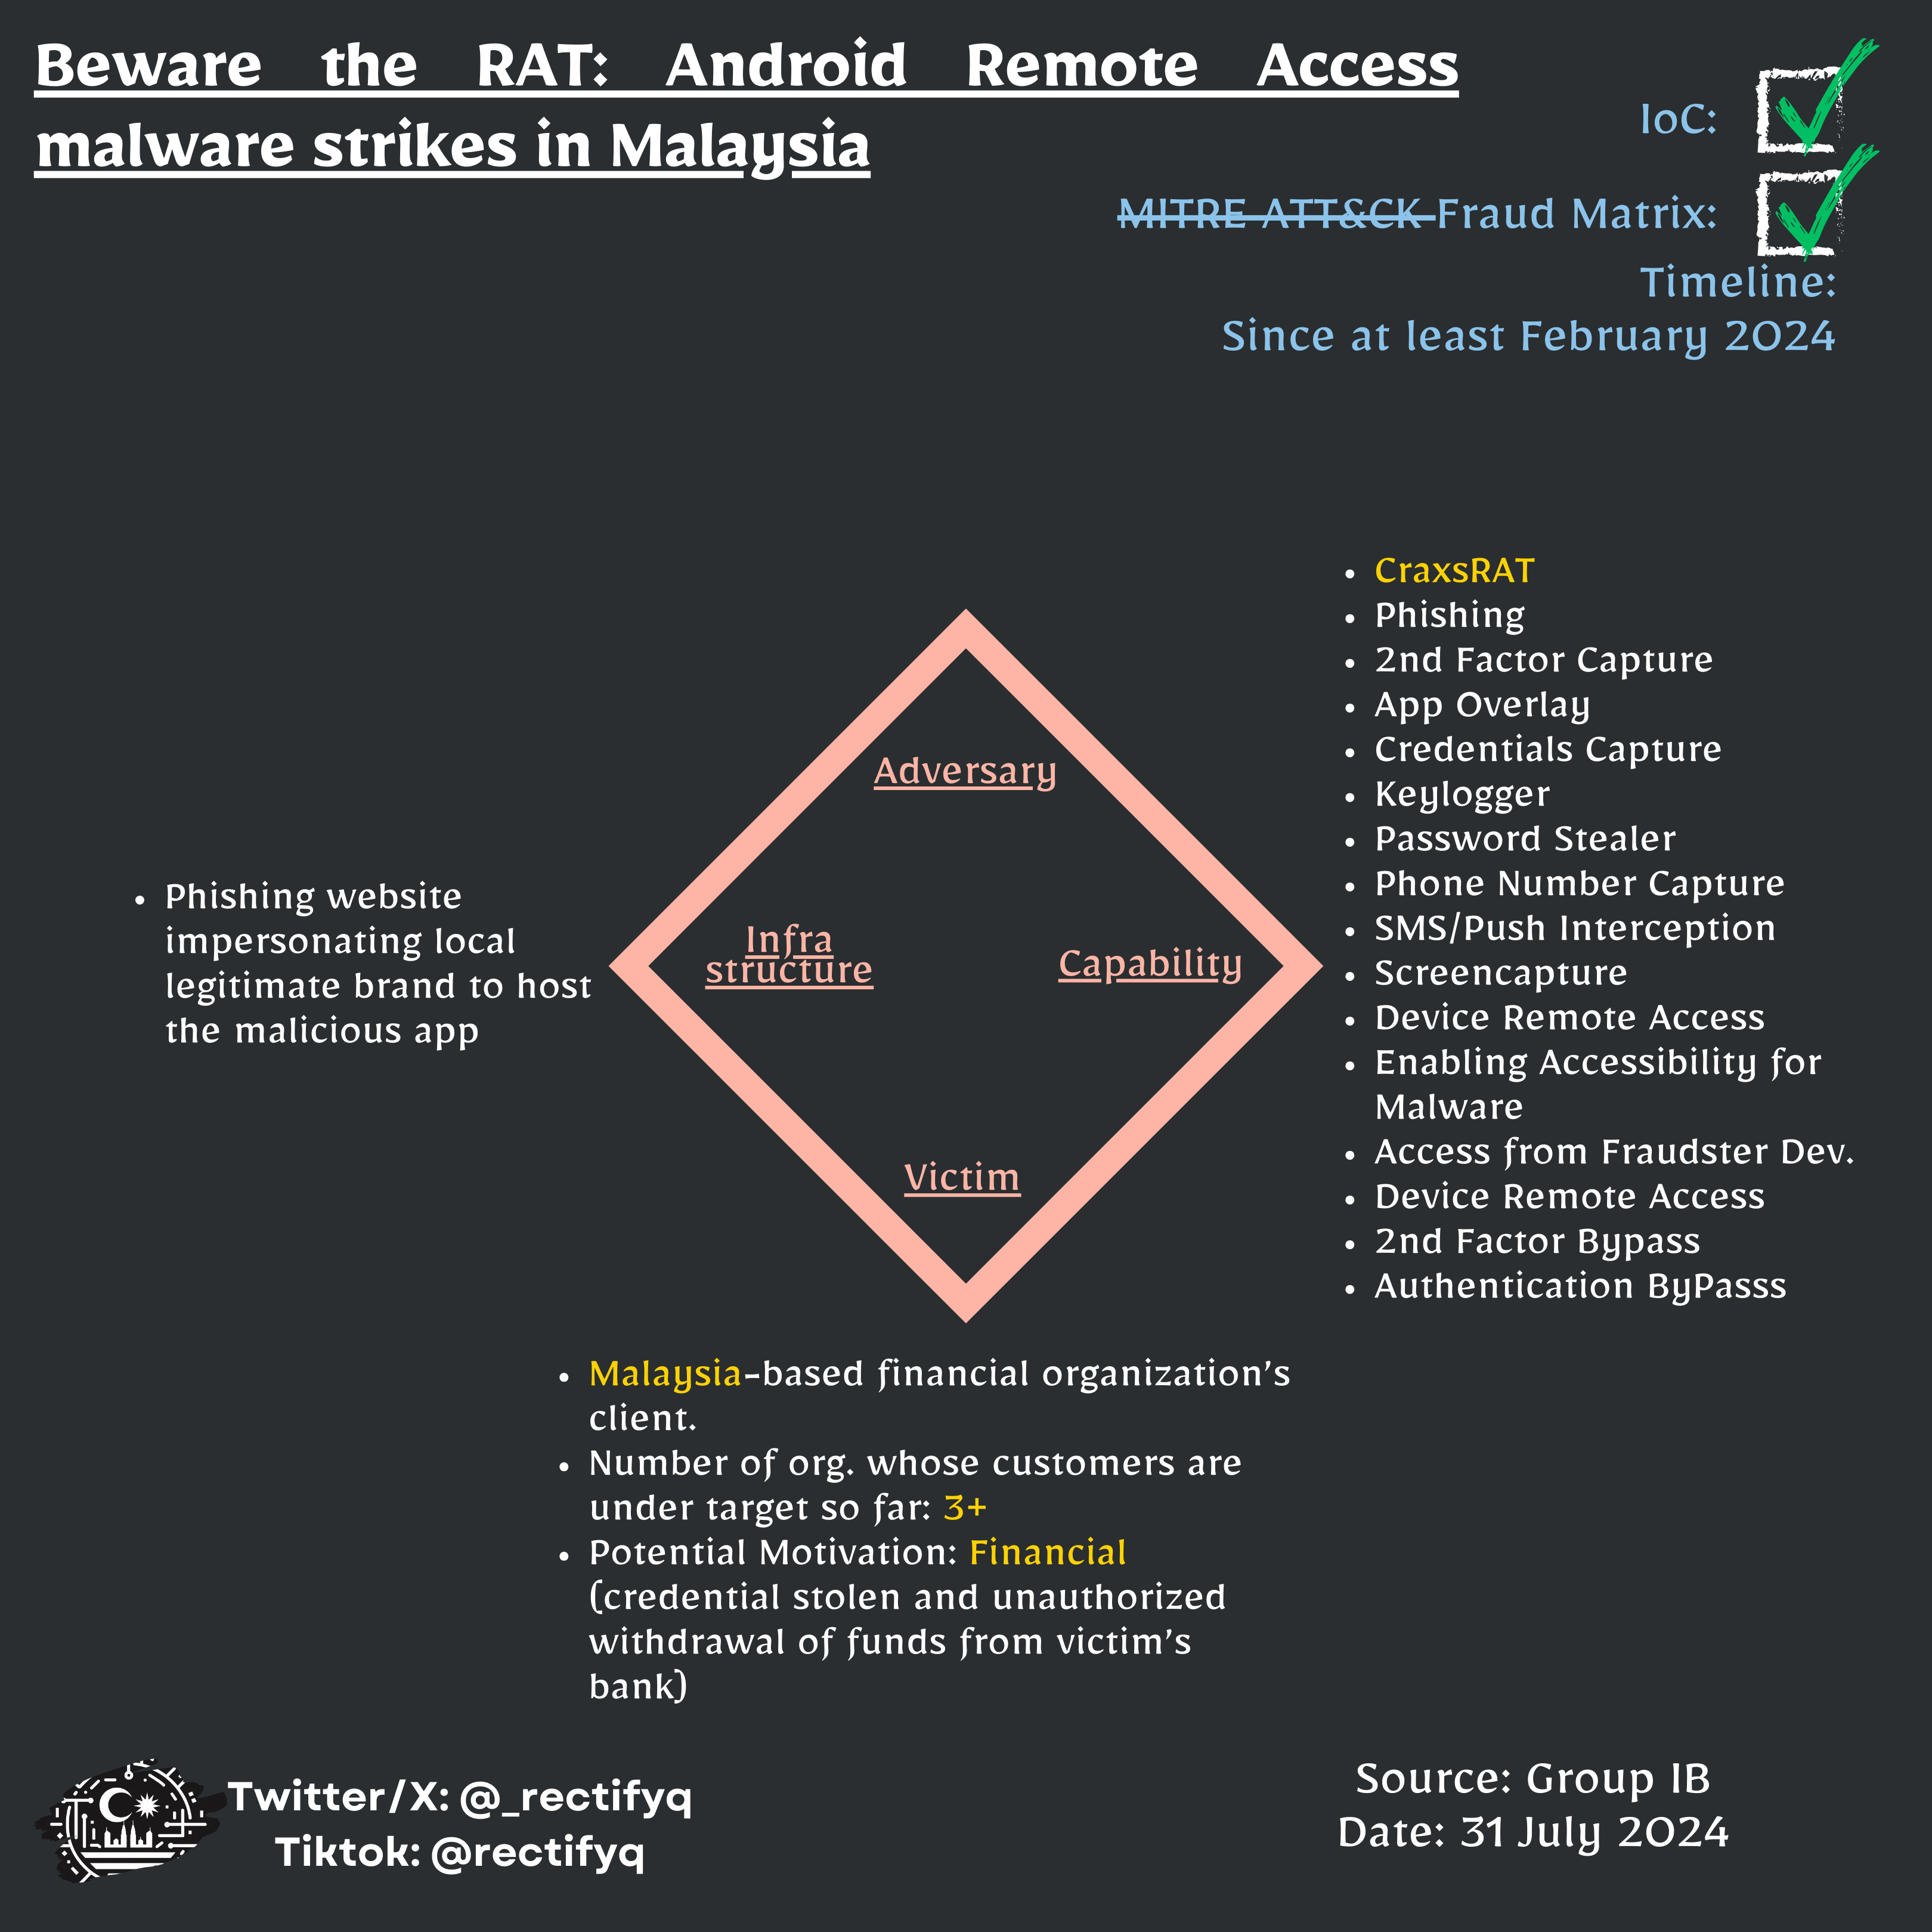 Beware the RAT: Android Remote Access
malware strikes in Malaysia
IoC:
MITRE ATT&CK Fraud Matrix:
Timeline:
Since at least February 2024
• CraxsRAT
• Phishing
• 2nd Factor Capture
• App Overlay
• Credentials Capture
• Keylogger
• Password Stealer
• Phone Number Capture
• SMS/Push Interception
• Screencapture
• Device Remote Access
• Enabling Accessibility for
Malware
• Access from Fraudster Dev.
• Device Remote Access
• 2nd Factor Bypass
• Authentication ByPasss
Adversary
Infra
structure
Capability
Victim
• Phishing website
impersonating local
legitimate brand to host
the malicious app
• Malaysia-based financial organization's
client.
• Number of org. whose customers are
under target so far: 3+
• Potential Motivation: Financial
(credential stolen and unauthorized
withdrawal of funds from victim's
bank)
Twitter/X: @_rectifyq
Tiktok: @rectifyq
Source: Group IB
Date: 31 July 2024